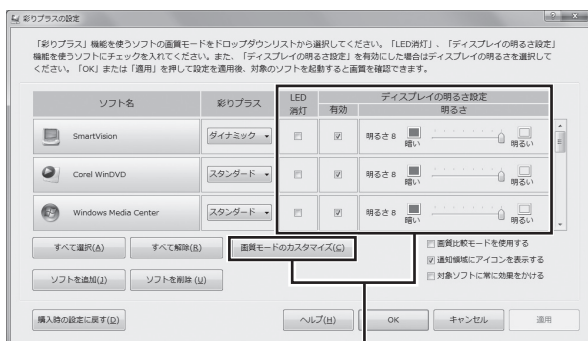 彩りプラスの設定
「彩りプラス」機能を使うソフトの画質モードをドロップダウンリストから選択してください。「LED消灯」、「ディスプレイの明るさ設定」
機能を使うソフトにチェックを入れてください。また、「ディスプレイの明るさ設定」を有効にした場合はディスプレイの明るさを選択して
ください。「OK」または「適用」を押して設定を適用後、対象のソフトを起動すると画質を確認できます。
ソフト名 彩りプラス LED消灯 ディスプレイの明るさ設定
有効 明るさ
SmartVision ダイナミック 明るさ 8 暗い 明るい
Corel WinDVD スタンダード 明るさ 8 暗い 明るい
Windows Media Center スタンダード 明るさ 8 暗い 明るい
すべて選択(A) すべて解除(R) 画質モードのカスタマイズ(C) 画質比較モードを使用する
通知領域にアイコンを表示する
ソフトを追加(I) ソフトを削除(U) 対象ソフトに常に効果をかける
購入時の設定に戻す(D) ヘルプ(H) OK キャンセル 適用